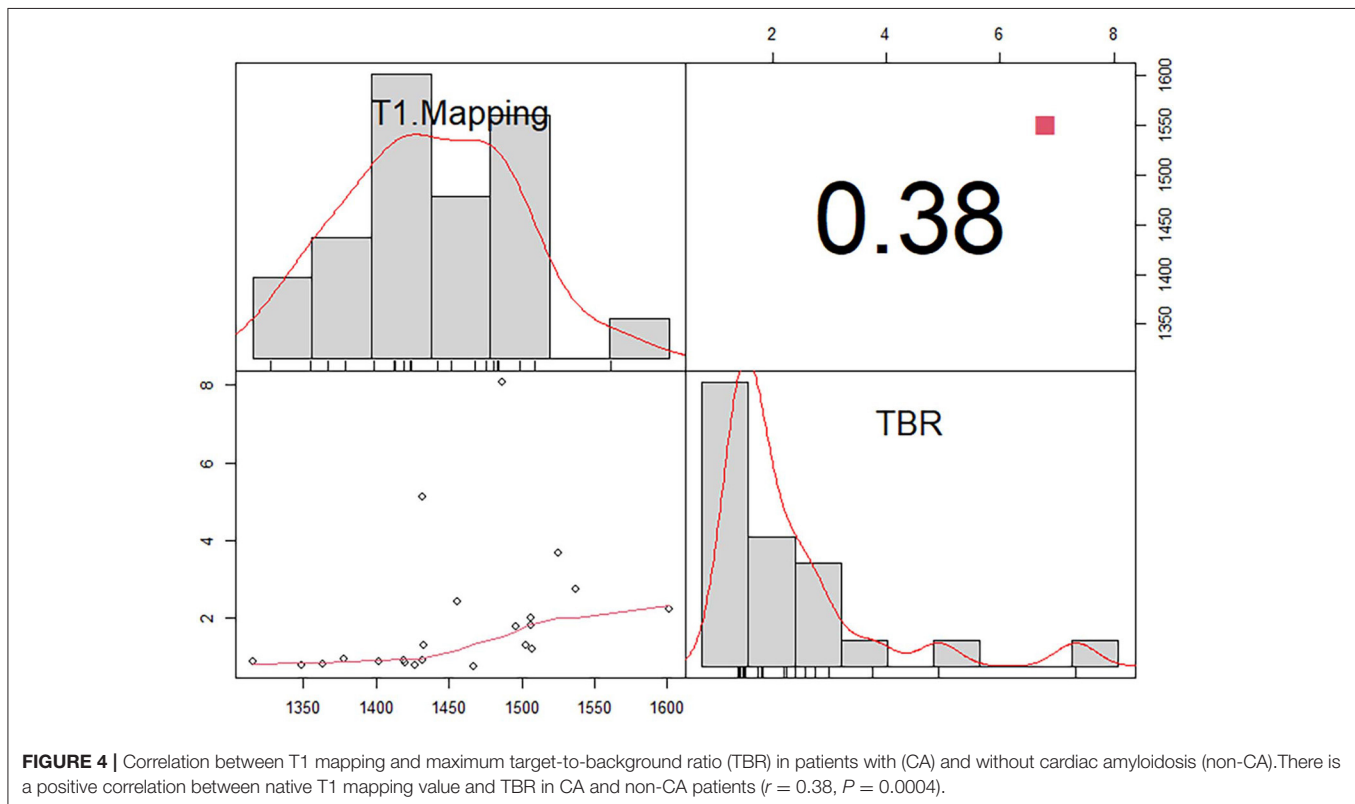 2 4 6 8
T1.Mapping
0.38
1600
1550
1500
1450
1400
1350
TBR
8
6
4
2
1350 1400 1450 1500 1550 1600
FIGURE 4 | Correlation between T1 mapping and maximum target-to-background ratio (TBR) in patients with (CA) and without cardiac amyloidosis (non-CA).There is
a positive correlation between native T1 mapping value and TBR in CA and non-CA patients (r = 0.38, P = 0.0004).